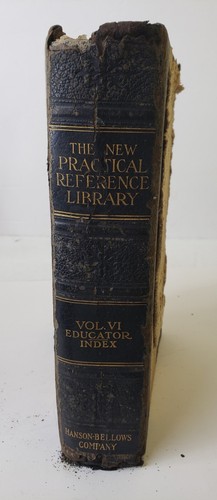 THE NEW
PRACTICAL
REFERENCE
LIBRARY
VOL. VI
EDUCATOR
INDEX
HANSON-BELLOWS
COMPANY